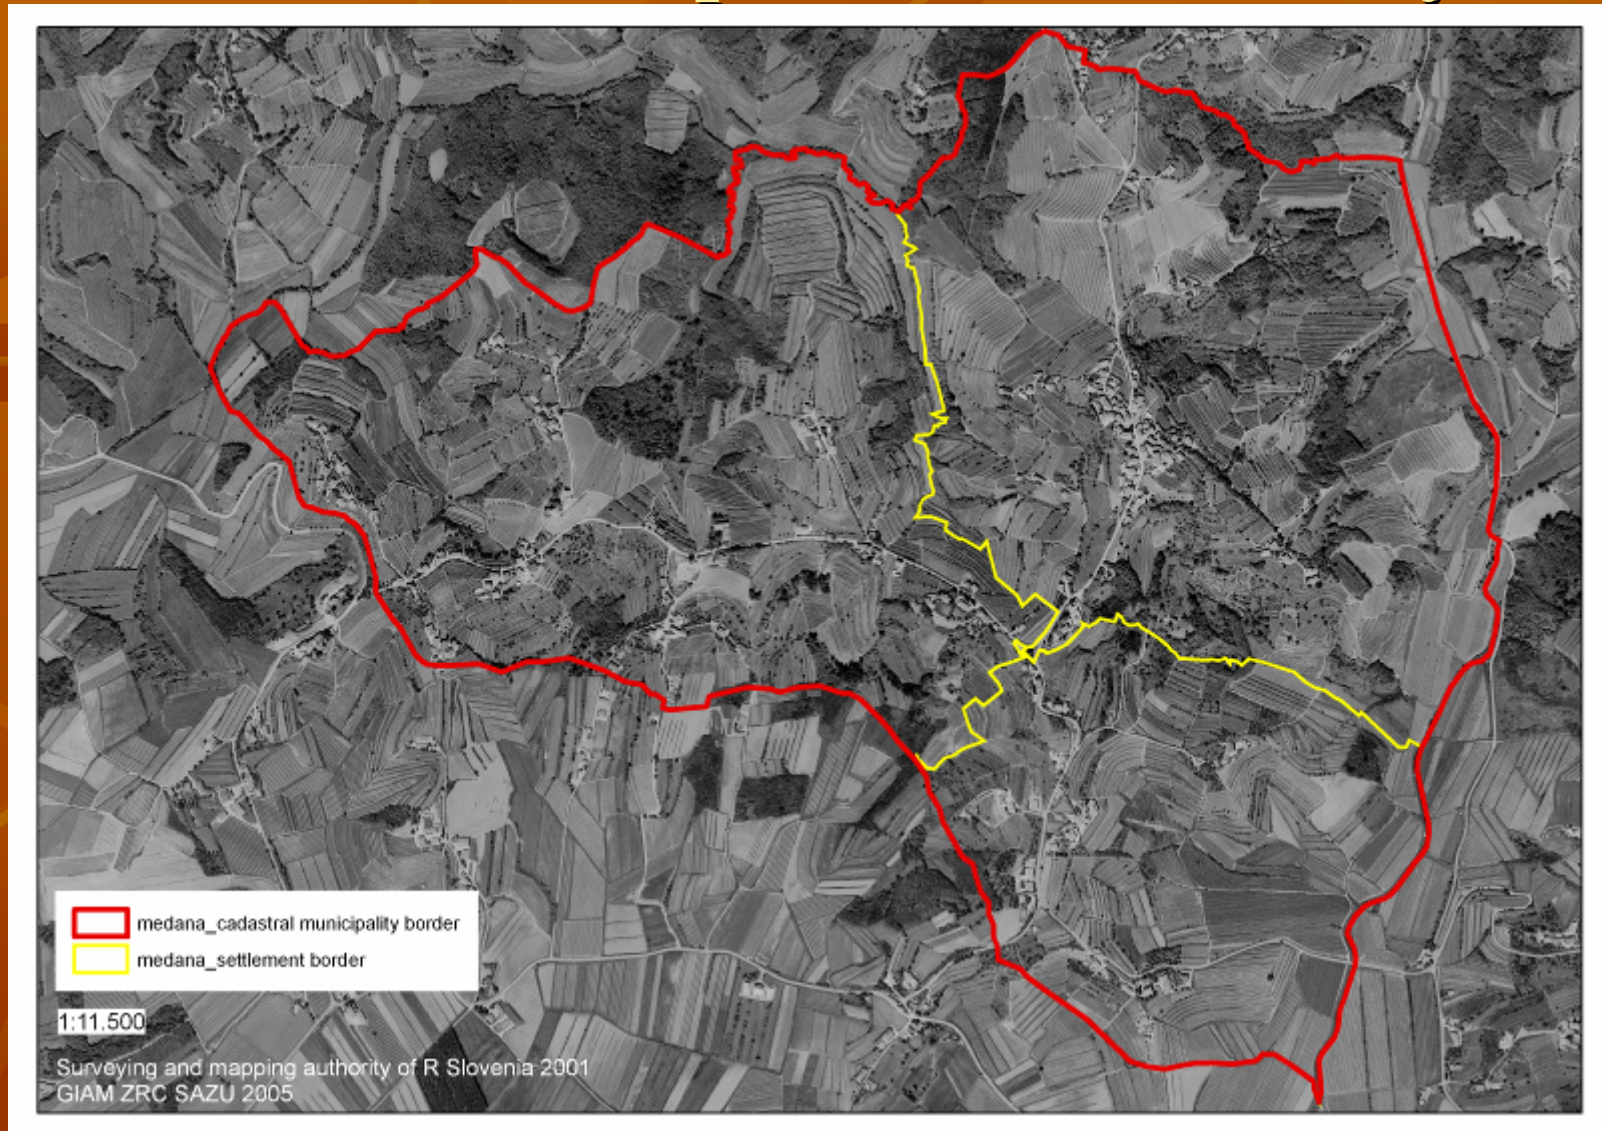 medana_cadastral municipality border
medana_settlement border
1:11.500
Surveying and mapping authority of R Slovenia 2001
GIAM ZRC SAZU 2005